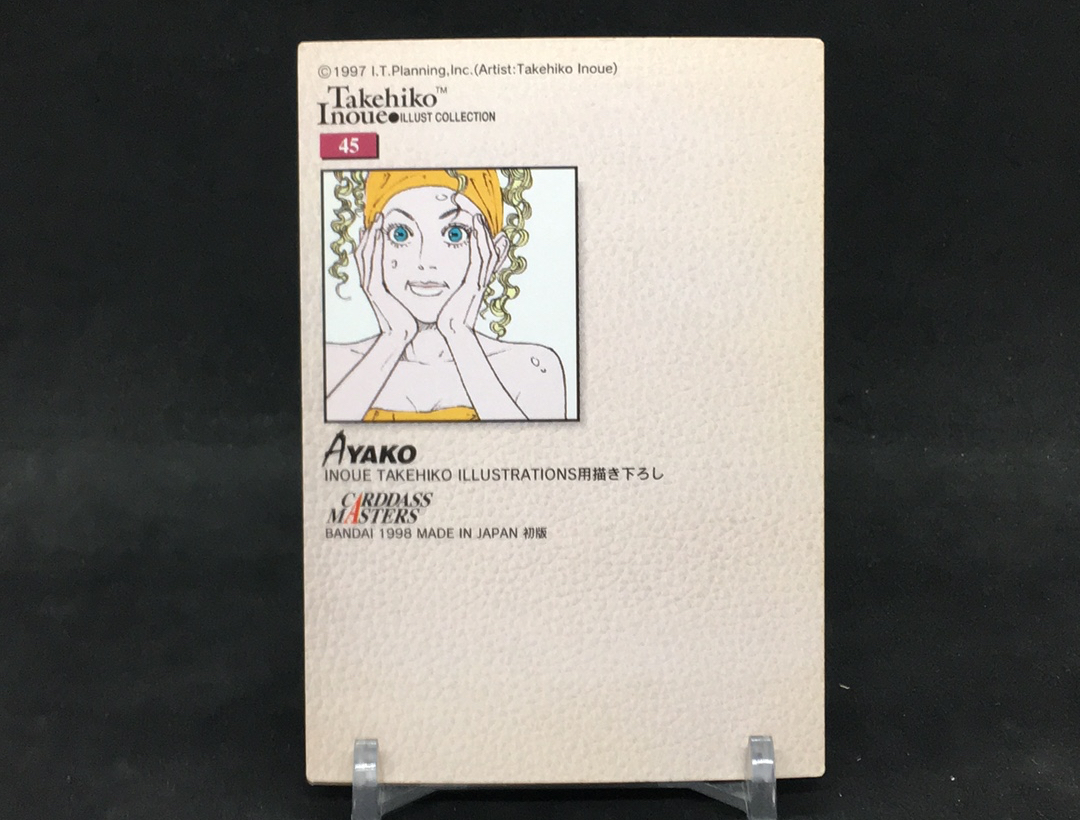 ©1997 I.T.Planning,Inc.(Artist:Takehiko Inoue)
Takehiko™
Inoue●ILLUST COLLECTION
45
AYAKO
INOUE TAKEHIKO ILLUSTRATIONS用描き下ろし
CARDDASS
MASTERS
BANDAI 1998 MADE IN JAPAN 初版